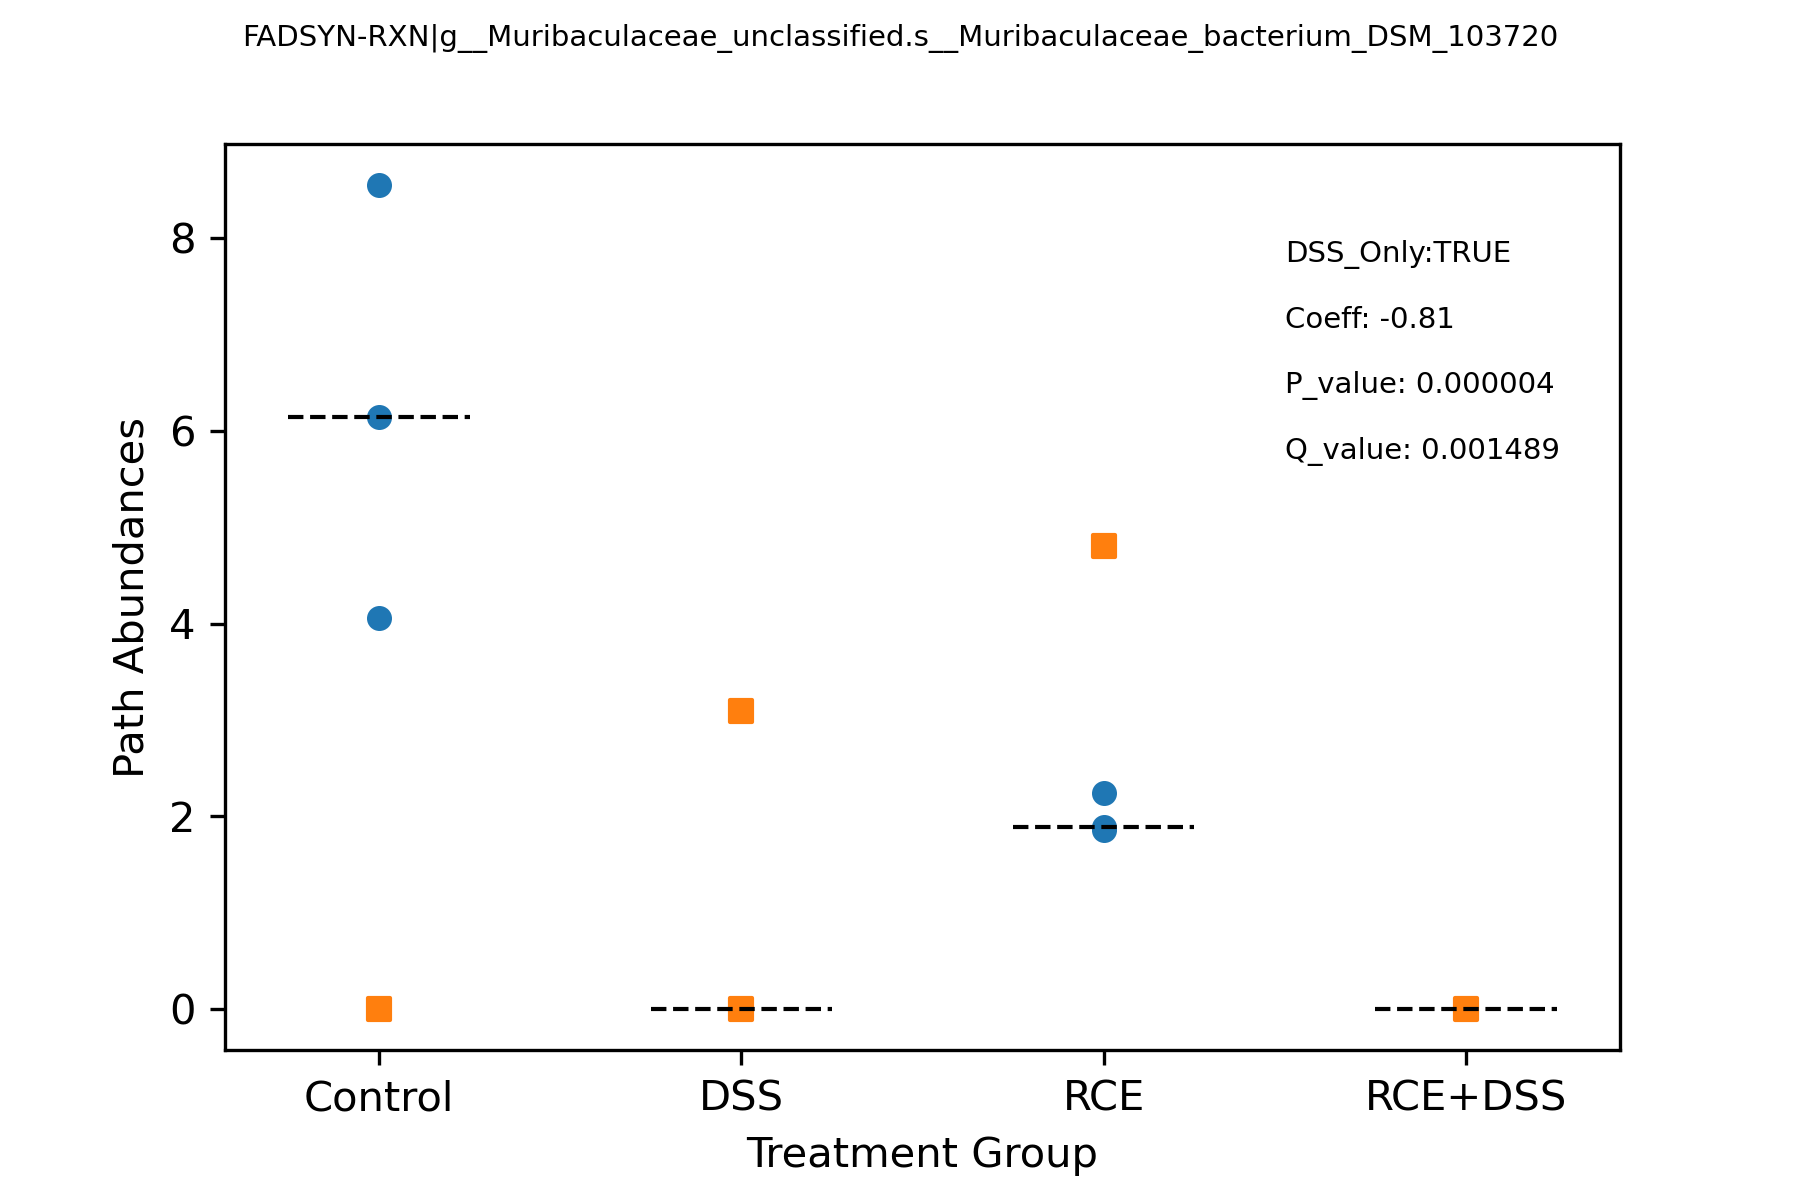 FADSYN-RXN|g__Muribaculaceae_unclassified.s__Muribaculaceae_bacterium_DSM_103720
DSS_Only:TRUE
Coeff: -0.81
P_value: 0.000004
Q_value: 0.001489
Path Abundances
8
6
4
2
0
Control DSS RCE RCE+DSS
Treatment Group